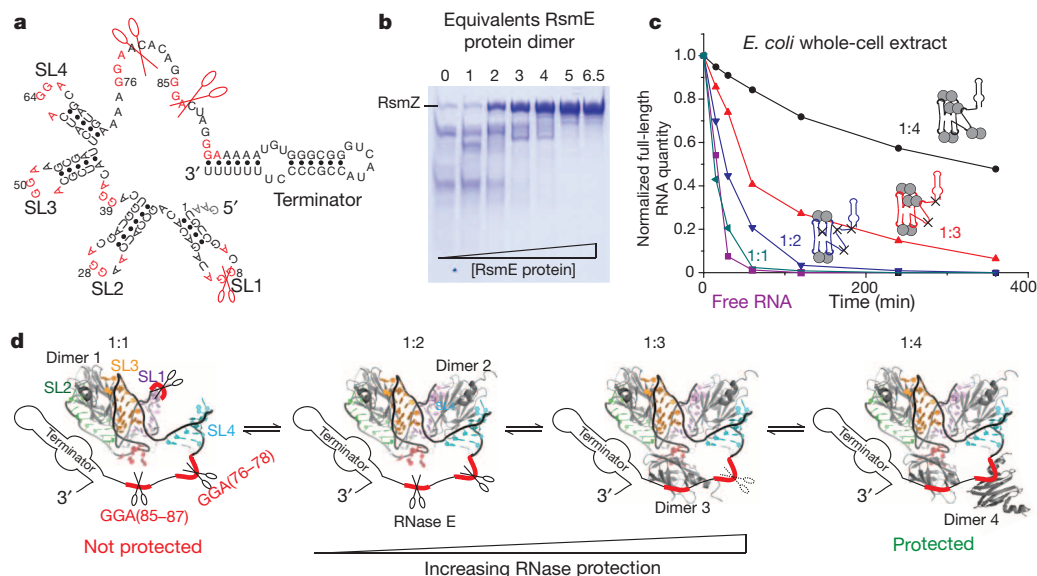 a
SL4
64
76
85
SL3
50
39
SL2
28
SL1
8
1
5′
3′
Terminator
b
Equivalents RsmE
protein dimer
0 1 2 3 4 5 6.5
RsmZ
[RsmE protein]
c
E. coli whole-cell extract
Normalized full-length
RNA quantity
1.0
0.8
0.6
0.4
0.2
0
0 200 400
1:4
1:3
1:2
1:1
Free RNA
Time (min)
d
1:1 1:2 1:3 1:4
Dimer 1
SL3
SL1
SL2
SL4
Terminator
3′
GGA(85–87)
GGA(76–78)
Not protected
Dimer 2
Terminator
3′
RNase E
Terminator
3′
Dimer 3
Terminator
3′
Dimer 4
Protected
Increasing RNase protection